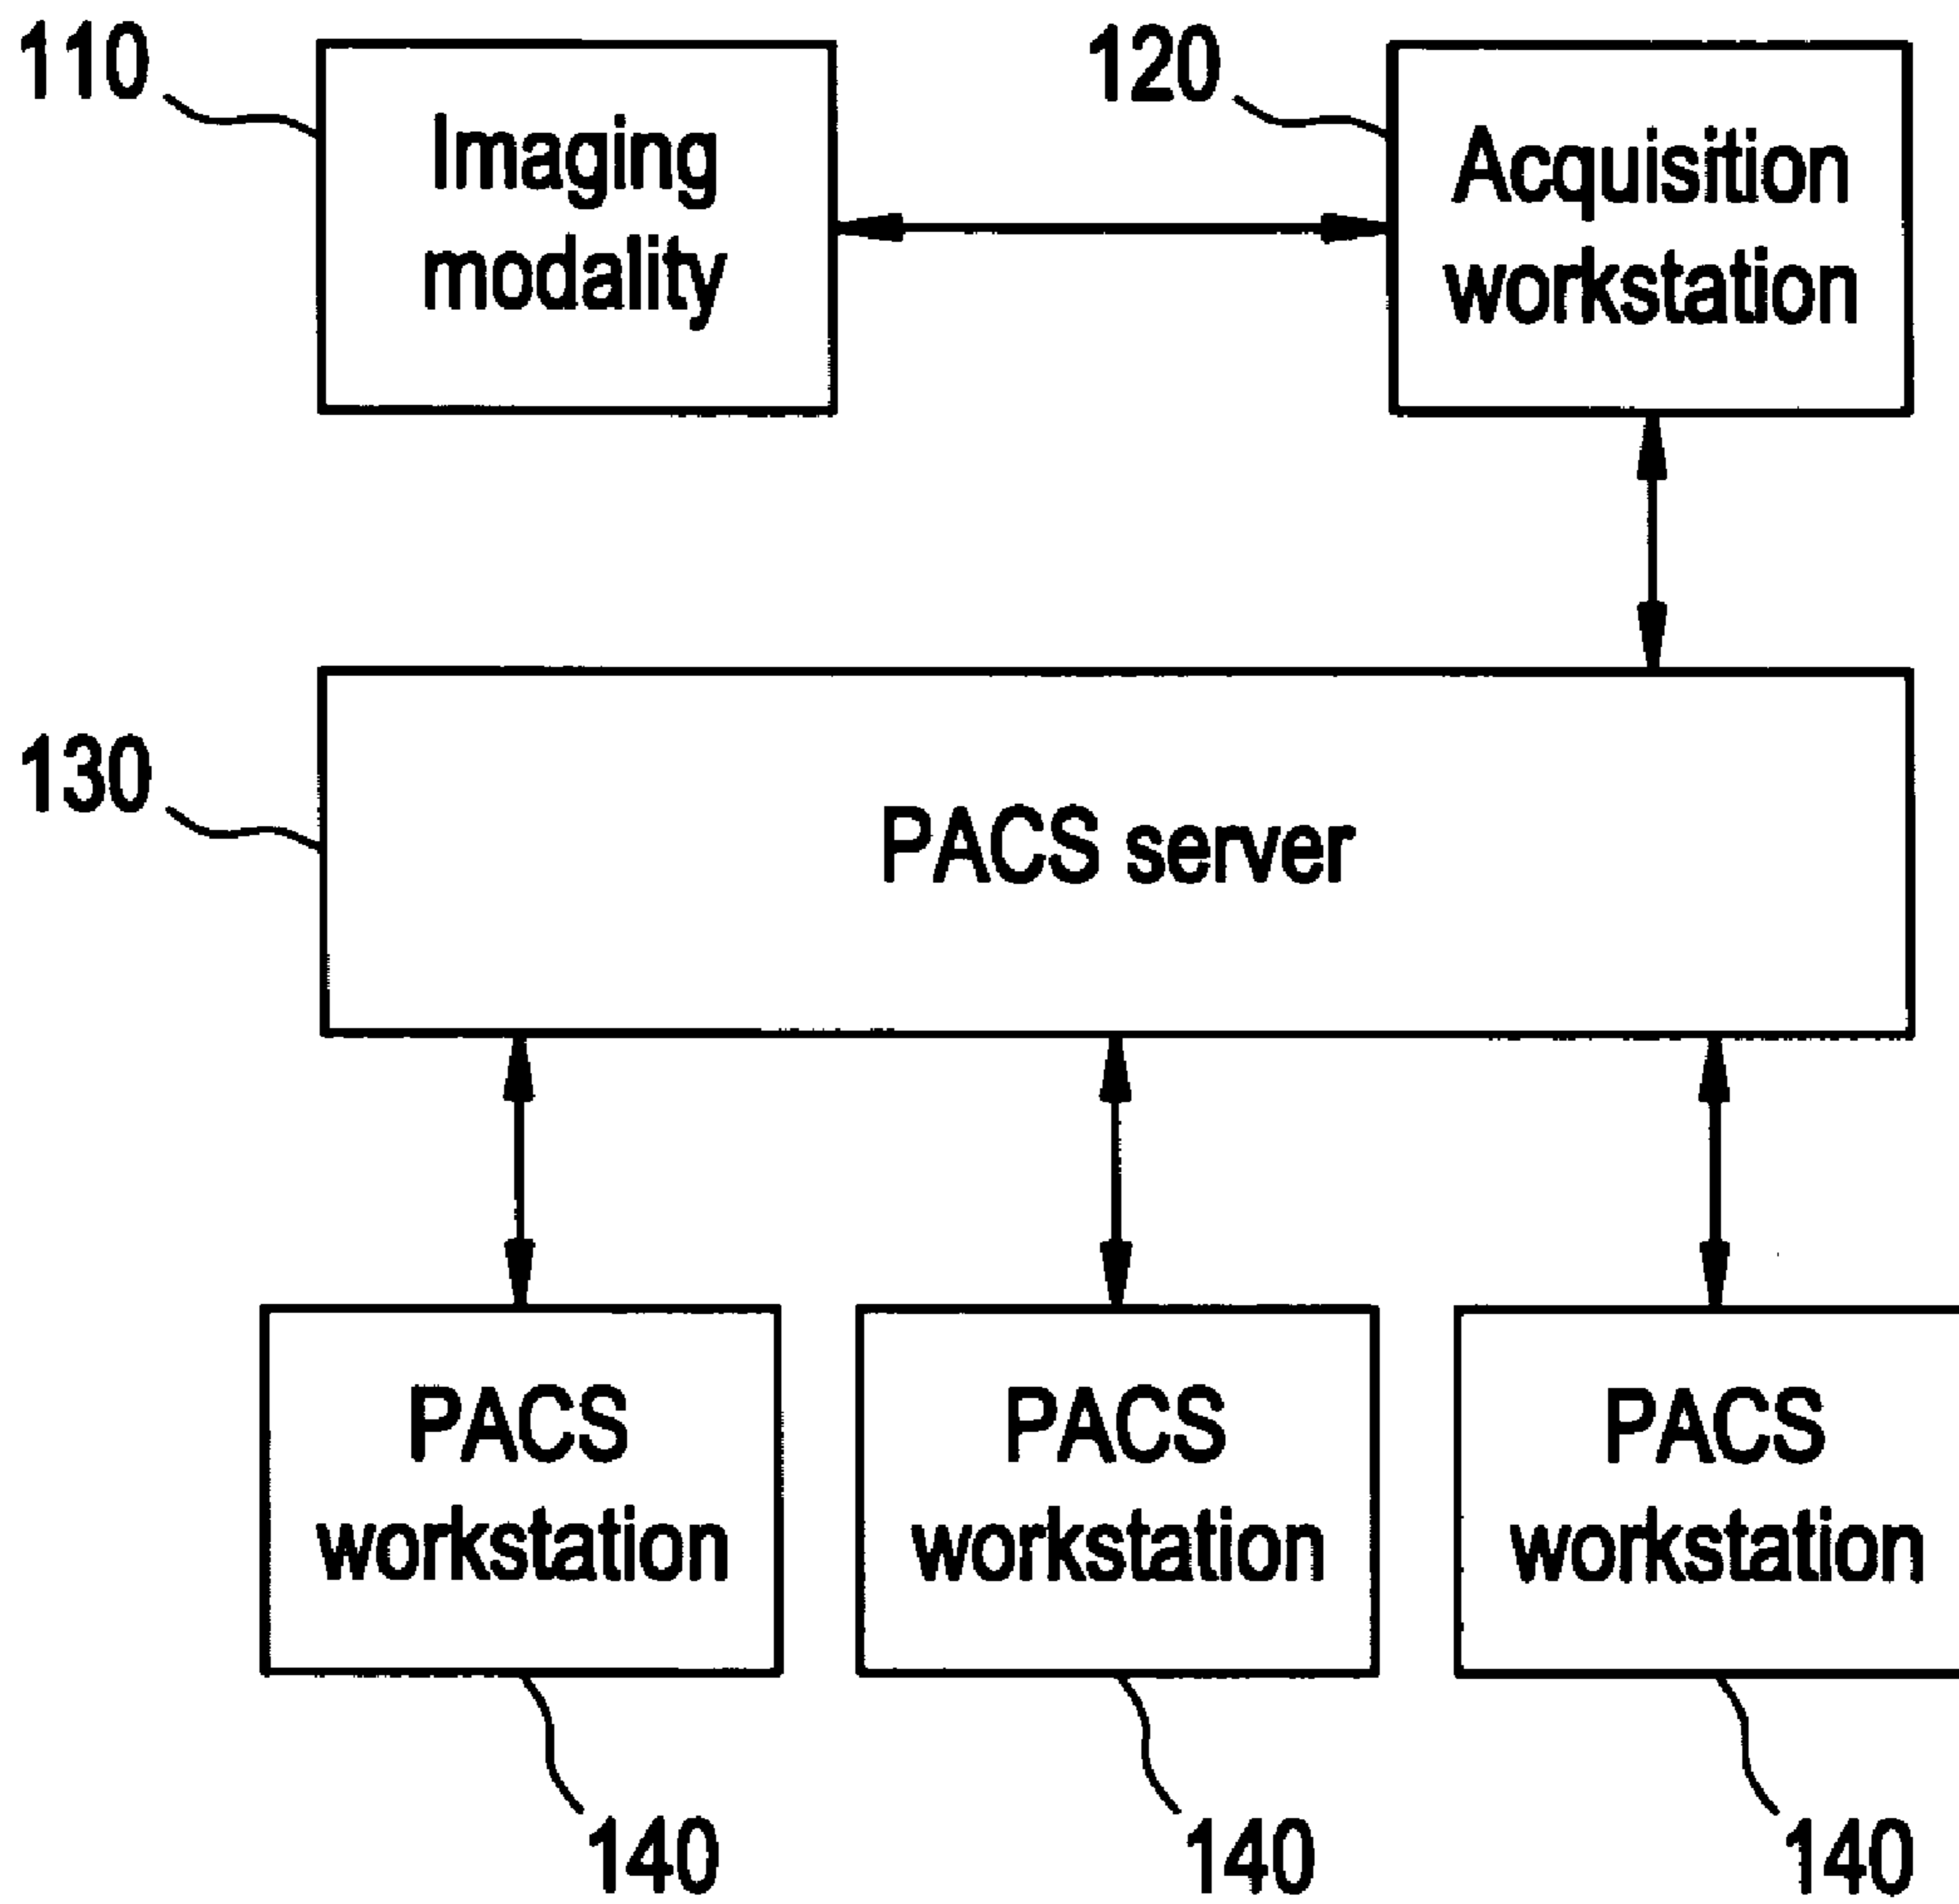 110
120
Imaging
modality
Acquisition
workstation
130
PACS server
PACS
workstation
PACS
workstation
PACS
workstation
140
140
140